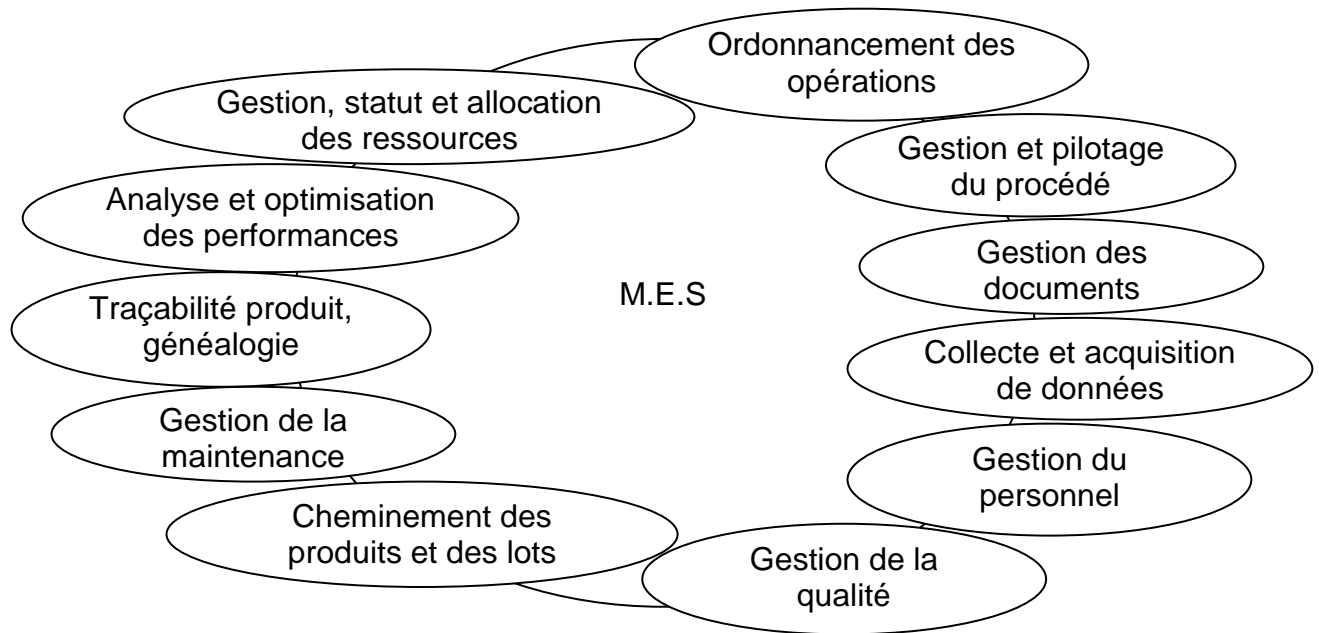 Ordonnancement des
opérations
Gestion, statut et allocation
des ressources
Gestion et pilotage
du procédé
Analyse et optimisation
des performances
Gestion des
documents
M.E.S
Traçabilité produit,
généalogie
Collecte et acquisition
de données
Gestion de la
maintenance
Gestion du
personnel
Cheminement des
produits et des lots
Gestion de la
qualité